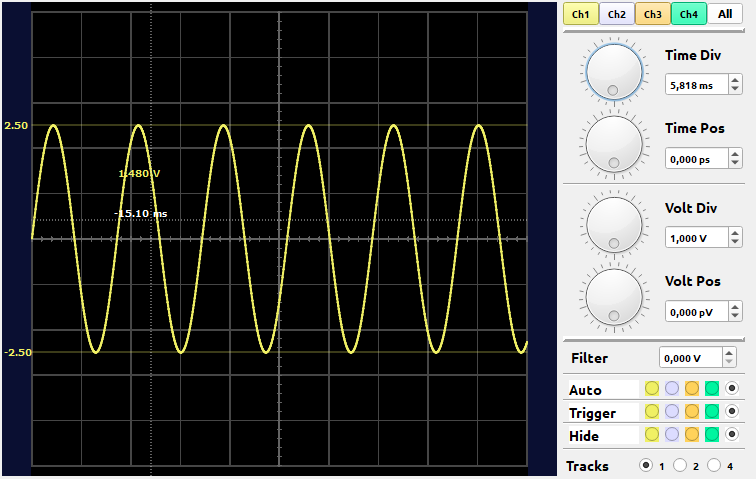 Ch1 Ch2 Ch3 Ch4 All
Time Div
5,818 ms
2.50
Time Pos
0,000 ps
1.480 V
-15.10 ms
Volt Div
1,000 V
Volt Pos
0,000 pV
-2.50
Filter 0,000 V
Auto
Trigger
Hide
Tracks 1 2 4